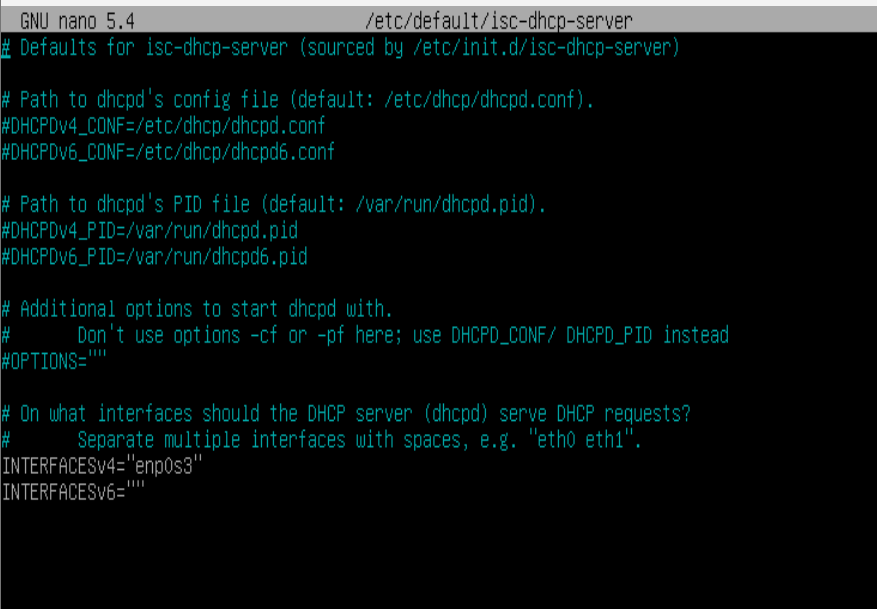 GNU nano 5.4 /etc/default/isc-dhcp-server
# Defaults for isc-dhcp-server (sourced by /etc/init.d/isc-dhcp-server)
# Path to dhcpd's config file (default: /etc/dhcp/dhcpd.conf).
#DHCPDv4_CONF=/etc/dhcp/dhcpd.conf
#DHCPDv6_CONF=/etc/dhcp/dhcpd6.conf
# Path to dhcpd's PID file (default: /var/run/dhcpd.pid).
#DHCPDv4_PID=/var/run/dhcpd.pid
#DHCPDv6_PID=/var/run/dhcpd6.pid
# Additional options to start dhcpd with.
#       Don't use options -cf or -pf here; use DHCPD_CONF/ DHCPD_PID instead
#OPTIONS=""
# On what interfaces should the DHCP server (dhcpd) serve DHCP requests?
#       Separate multiple interfaces with spaces, e.g. "eth0 eth1".
INTERFACESv4="enp0s3"
INTERFACESv6=""